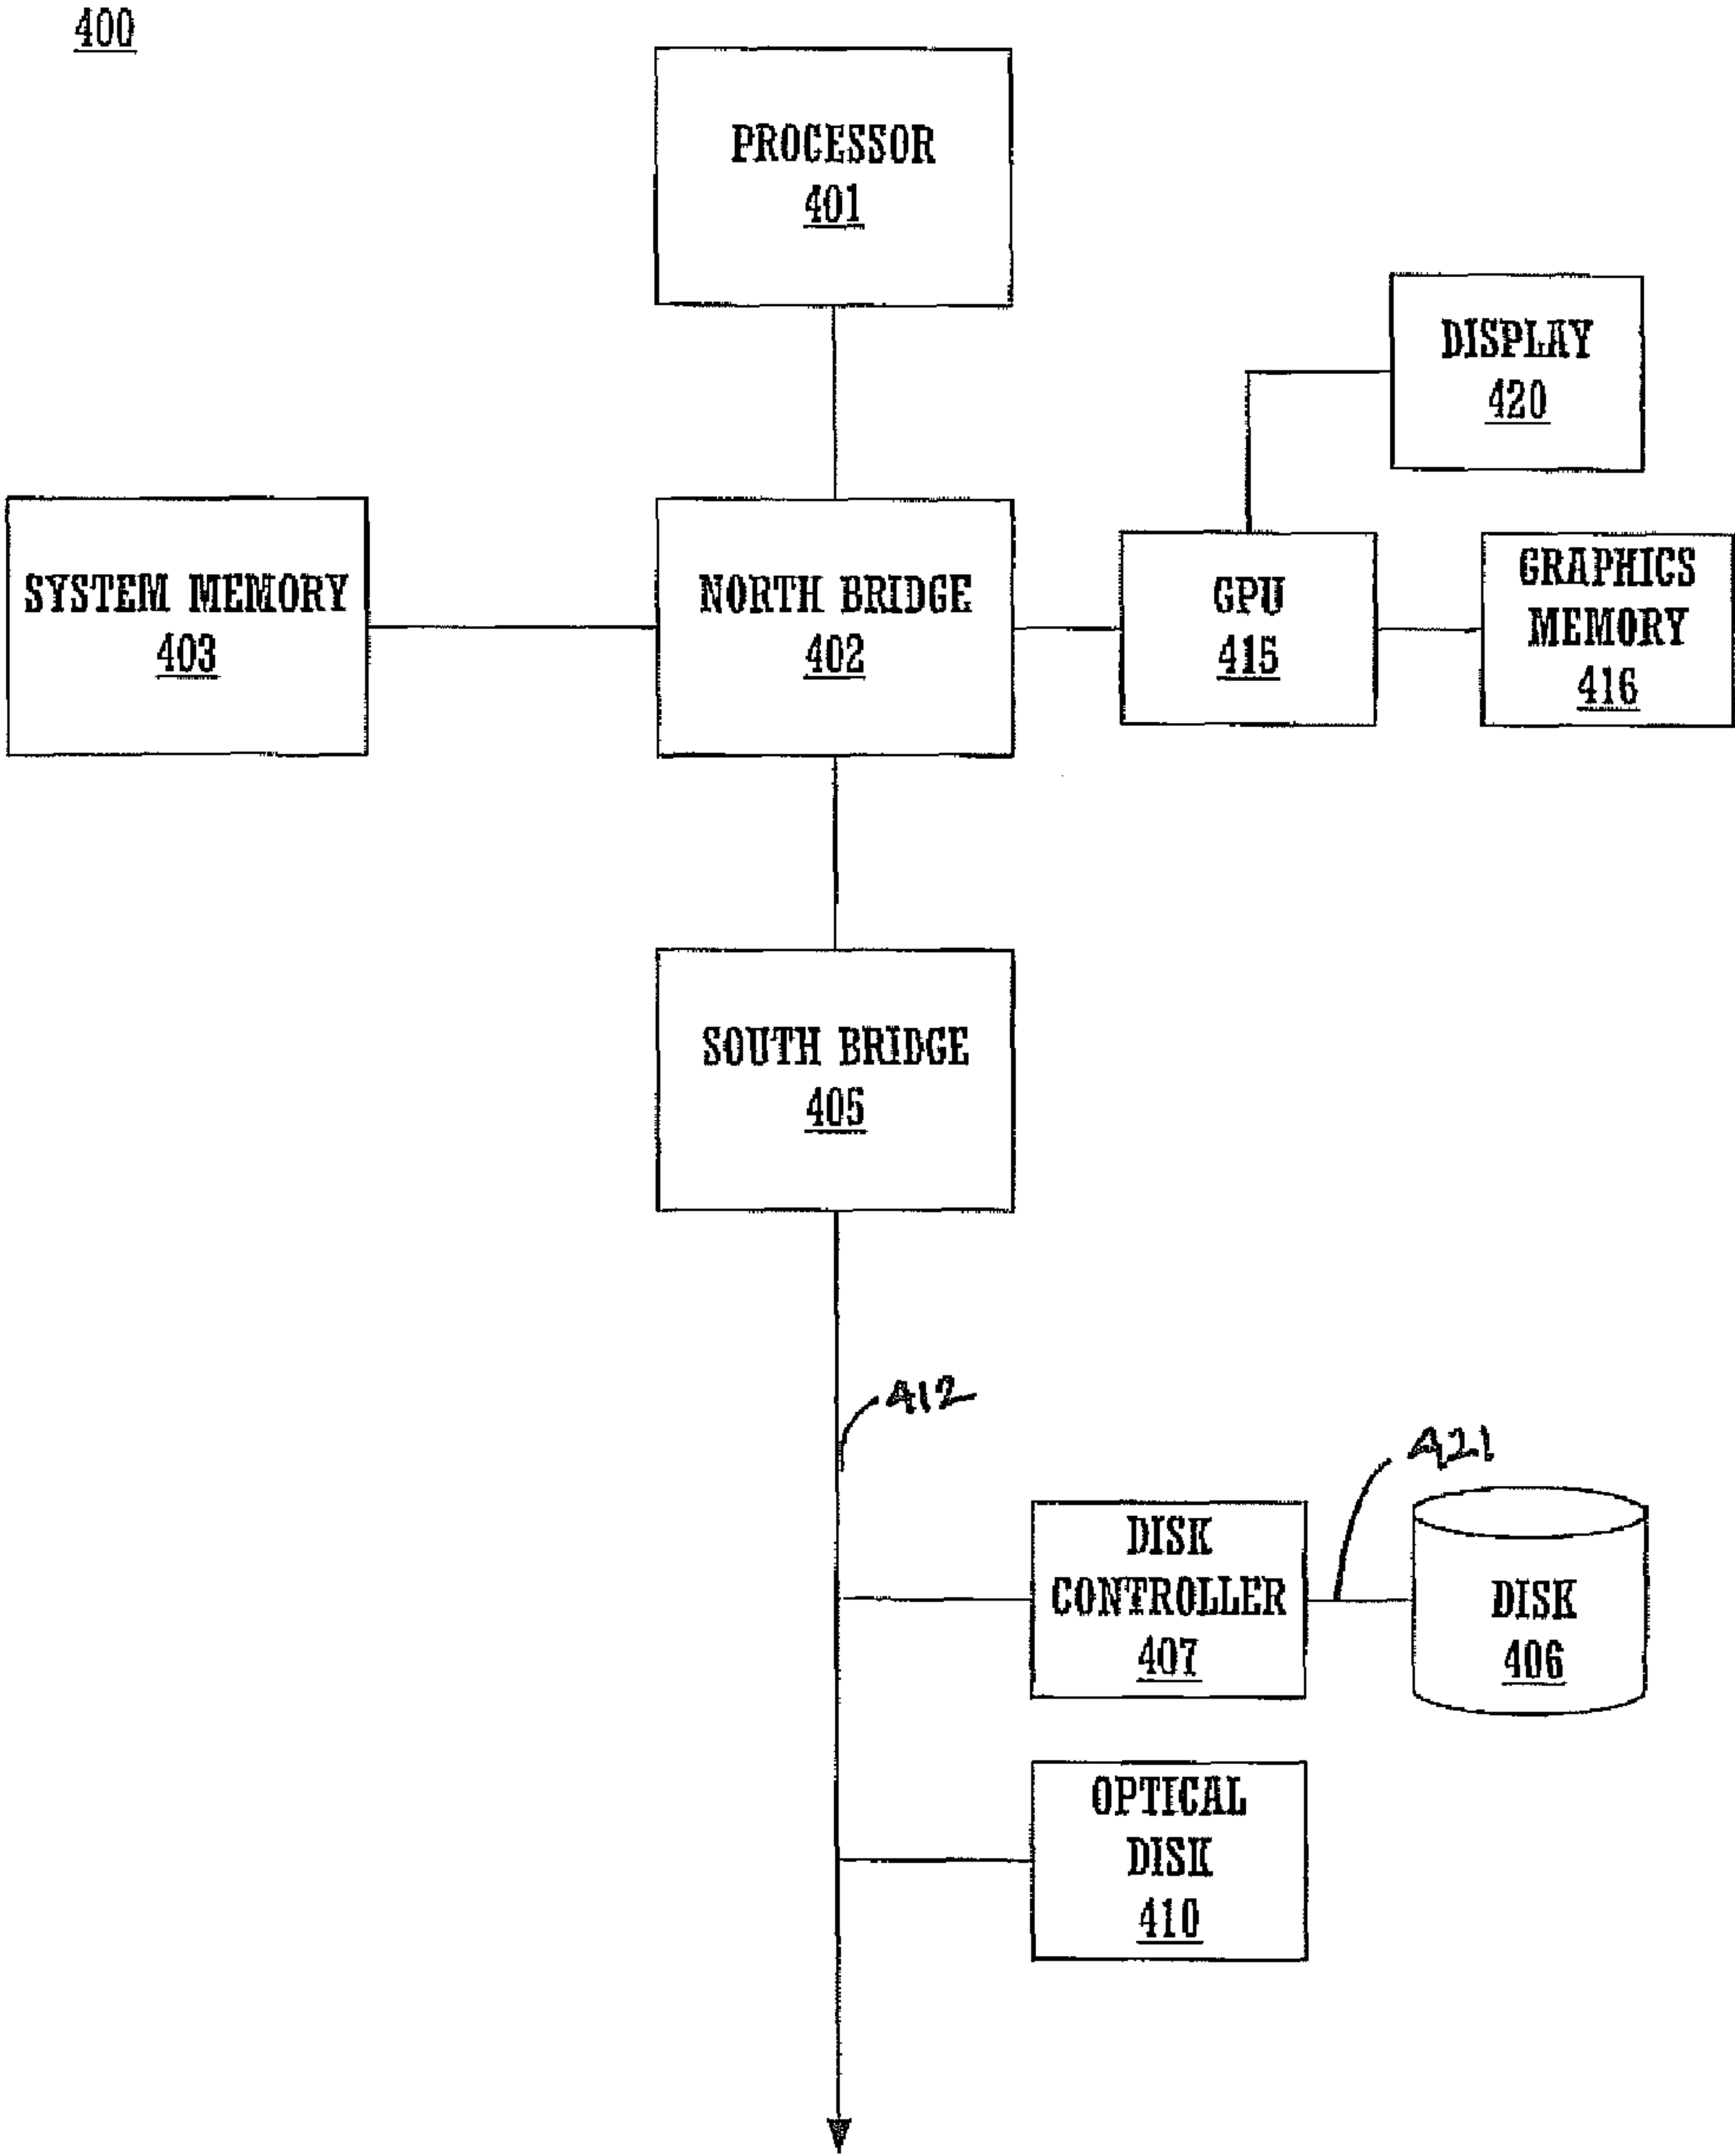 400
PROCESSOR
401
DISPLAY
420
SYSTEM MEMORY
403
NORTH BRIDGE
402
GPU
415
GRAPHICS
MEMORY
416
SOUTH BRIDGE
405
412
421
DISK
CONTROLLER
407
DISK
406
OPTICAL
DISK
410